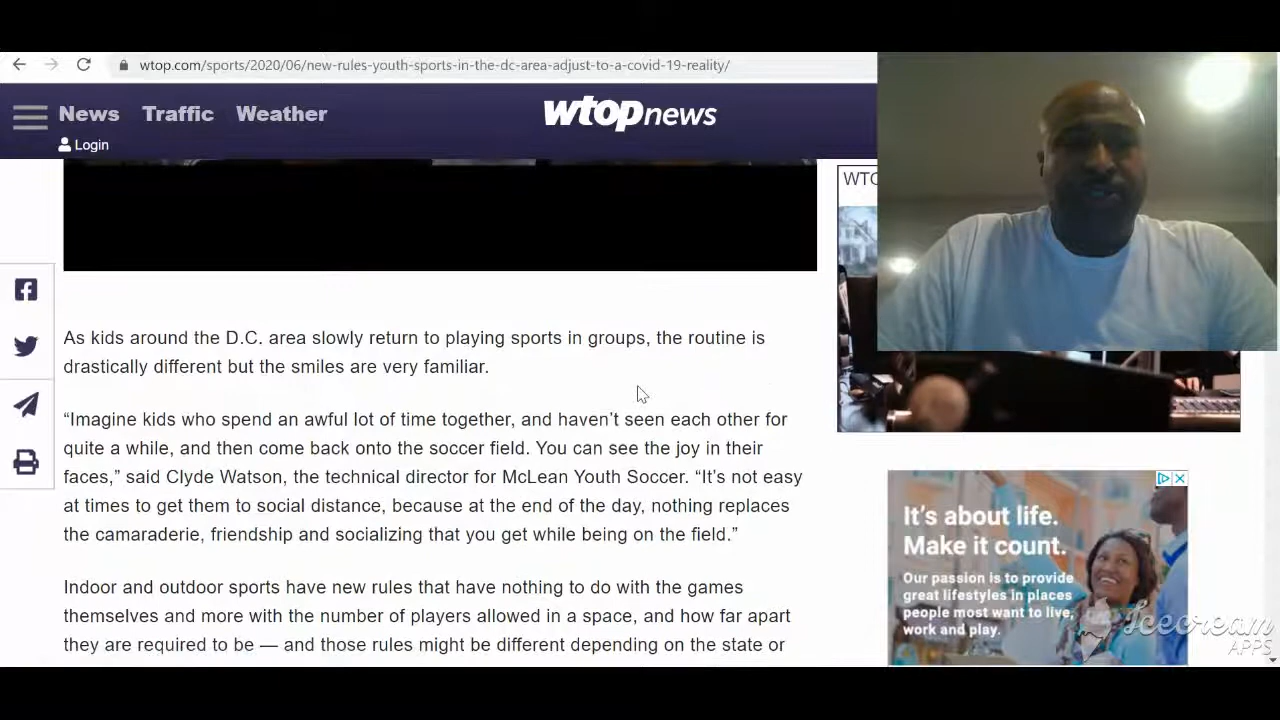 wtop.com/sports/2020/06/new-rules-youth-sports-in-the-dc-area-adjust-to-a-covid-19-reality/
News Traffic Weather
wtopnews
Login
WTO
As kids around the D.C. area slowly return to playing sports in groups, the routine is
drastically different but the smiles are very familiar.
“Imagine kids who spend an awful lot of time together, and haven’t seen each other for
quite a while, and then come back onto the soccer field. You can see the joy in their
faces,” said Clyde Watson, the technical director for McLean Youth Soccer. “It’s not easy
at times to get them to social distance, because at the end of the day, nothing replaces
the camaraderie, friendship and socializing that you get while being on the field.”
Indoor and outdoor sports have new rules that have nothing to do with the games
themselves and more with the number of players allowed in a space, and how far apart
they are required to be — and those rules might be different depending on the state or
It’s about life.
Make it count.
Our passion is to provide
great lifestyles in places
people most want to live,
work and play.
Icecream
APPS